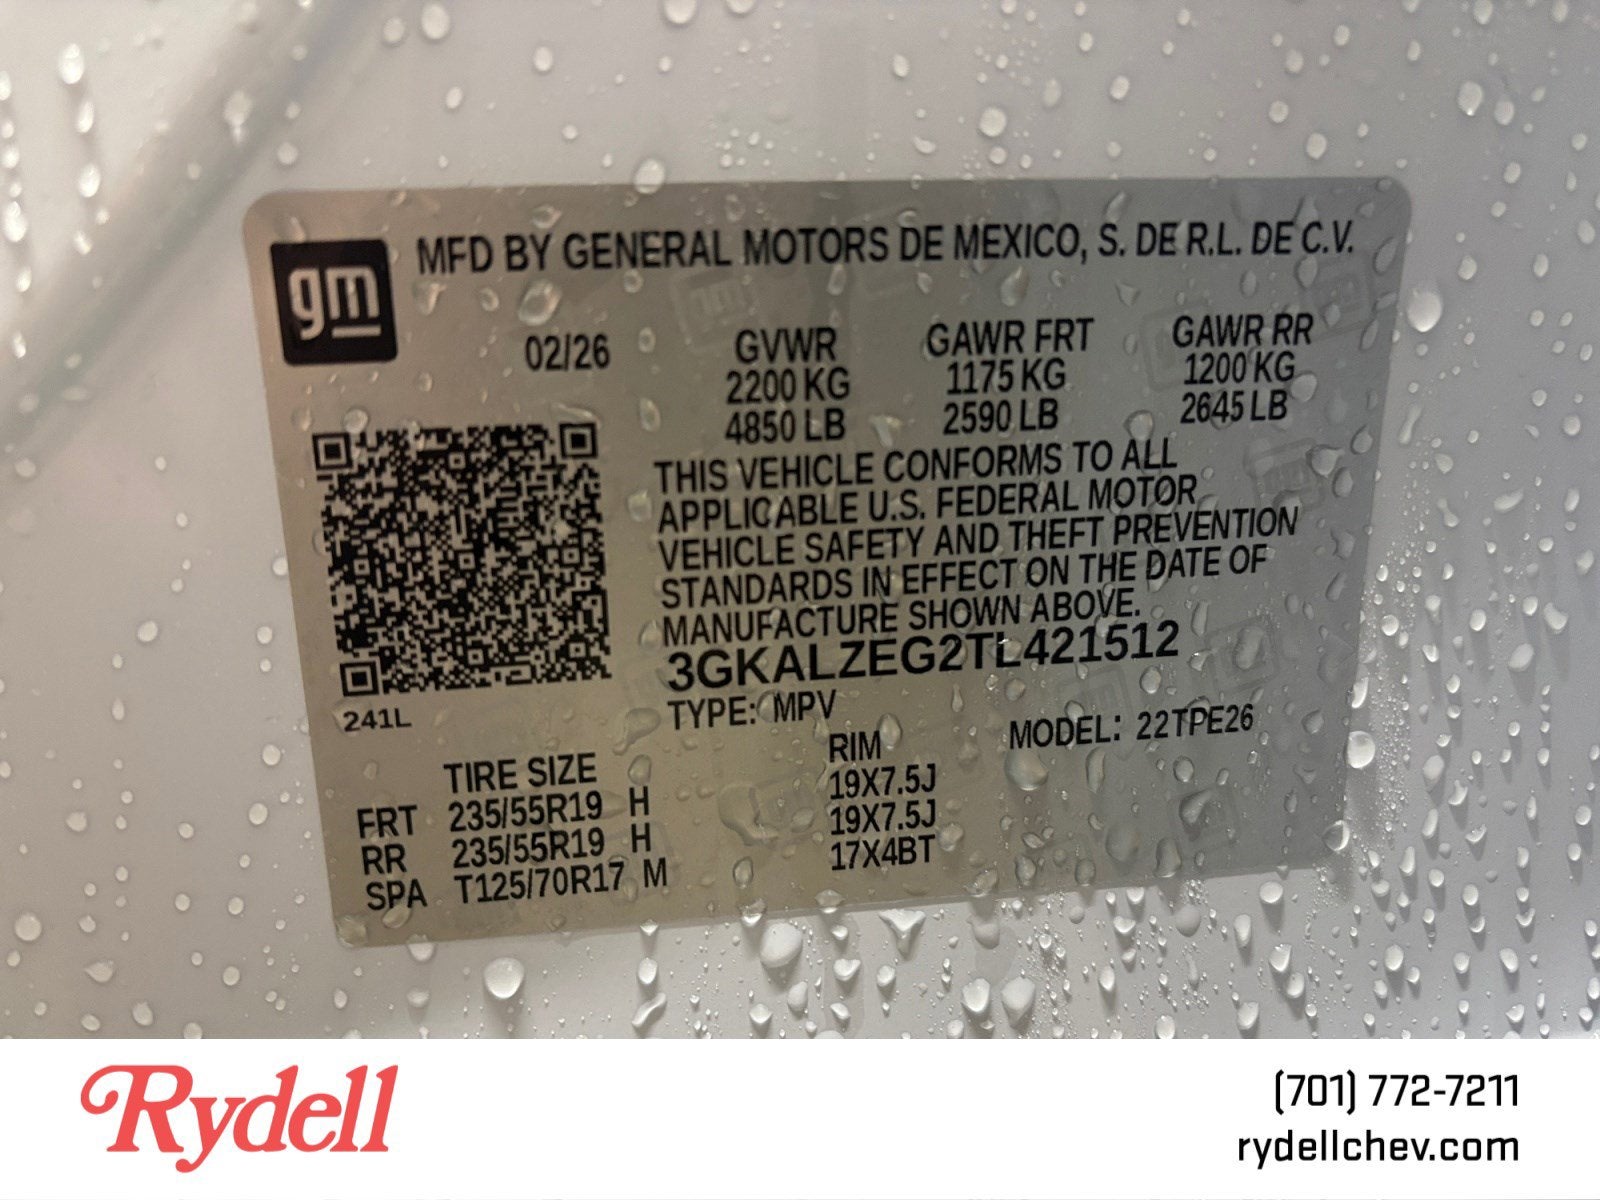 gm
MFD BY GENERAL MOTORS DE MEXICO, S. DE R.L. DE C.V.
02/26 GVWR GAWR FRT GAWR RR
2200 KG 1175 KG 1200 KG
4850 LB 2590 LB 2645 LB
THIS VEHICLE CONFORMS TO ALL
APPLICABLE U.S. FEDERAL MOTOR
VEHICLE SAFETY AND THEFT PREVENTION
STANDARDS IN EFFECT ON THE DATE OF
MANUFACTURE SHOWN ABOVE.
3GKALZEG2TL421512
TYPE: MPV MODEL: 22TPE26
241L
TIRE SIZE RIM
FRT 235/55R19 H 19X7.5J
RR 235/55R19 H 19X7.5J
SPA T125/70R17 M 17X4BT
Rydell
(701) 772-7211
rydellchev.com